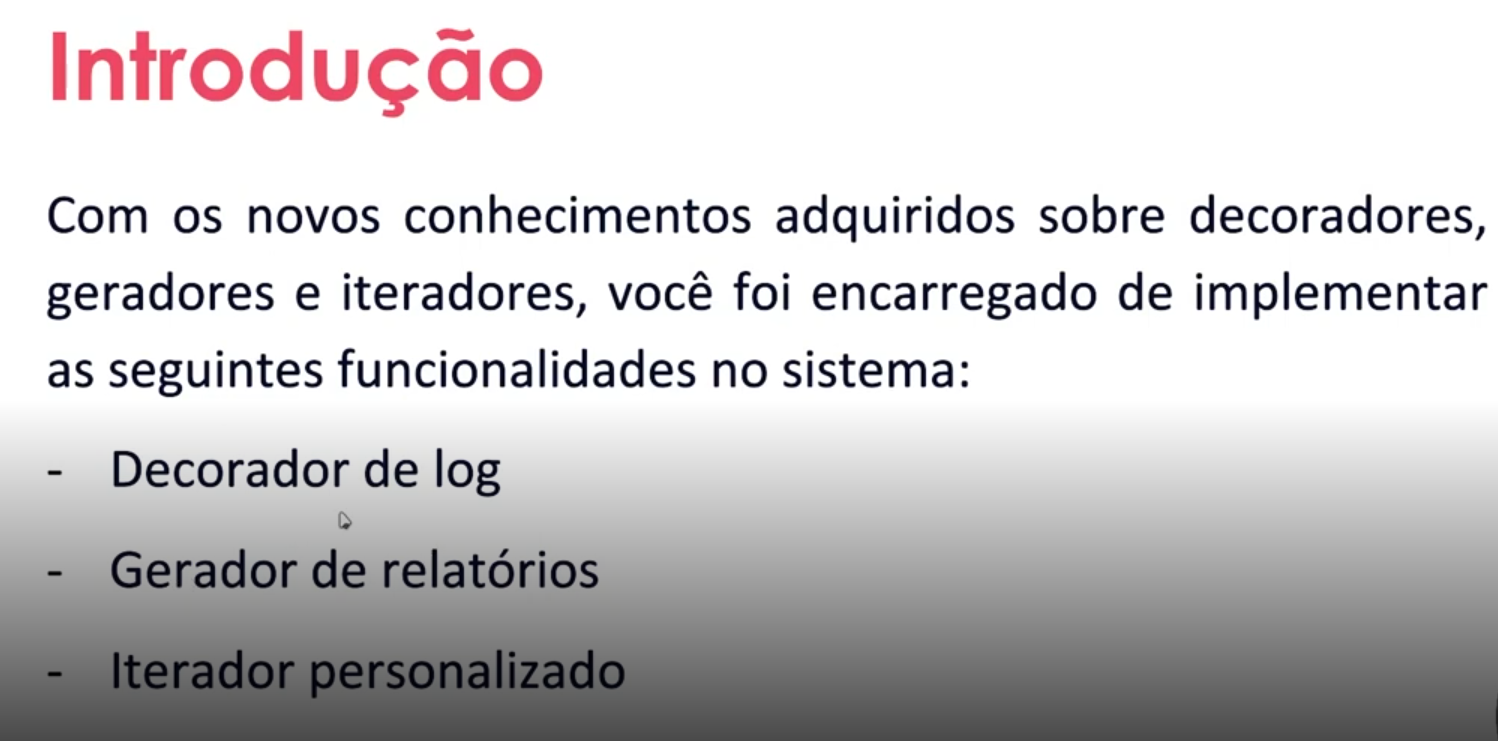 Introdução
Com os novos conhecimentos adquiridos sobre decoradores,
geradores e iteradores, você foi encarregado de implementar
as seguintes funcionalidades no sistema:
- Decorador de log
- Gerador de relatórios
- Iterador personalizado